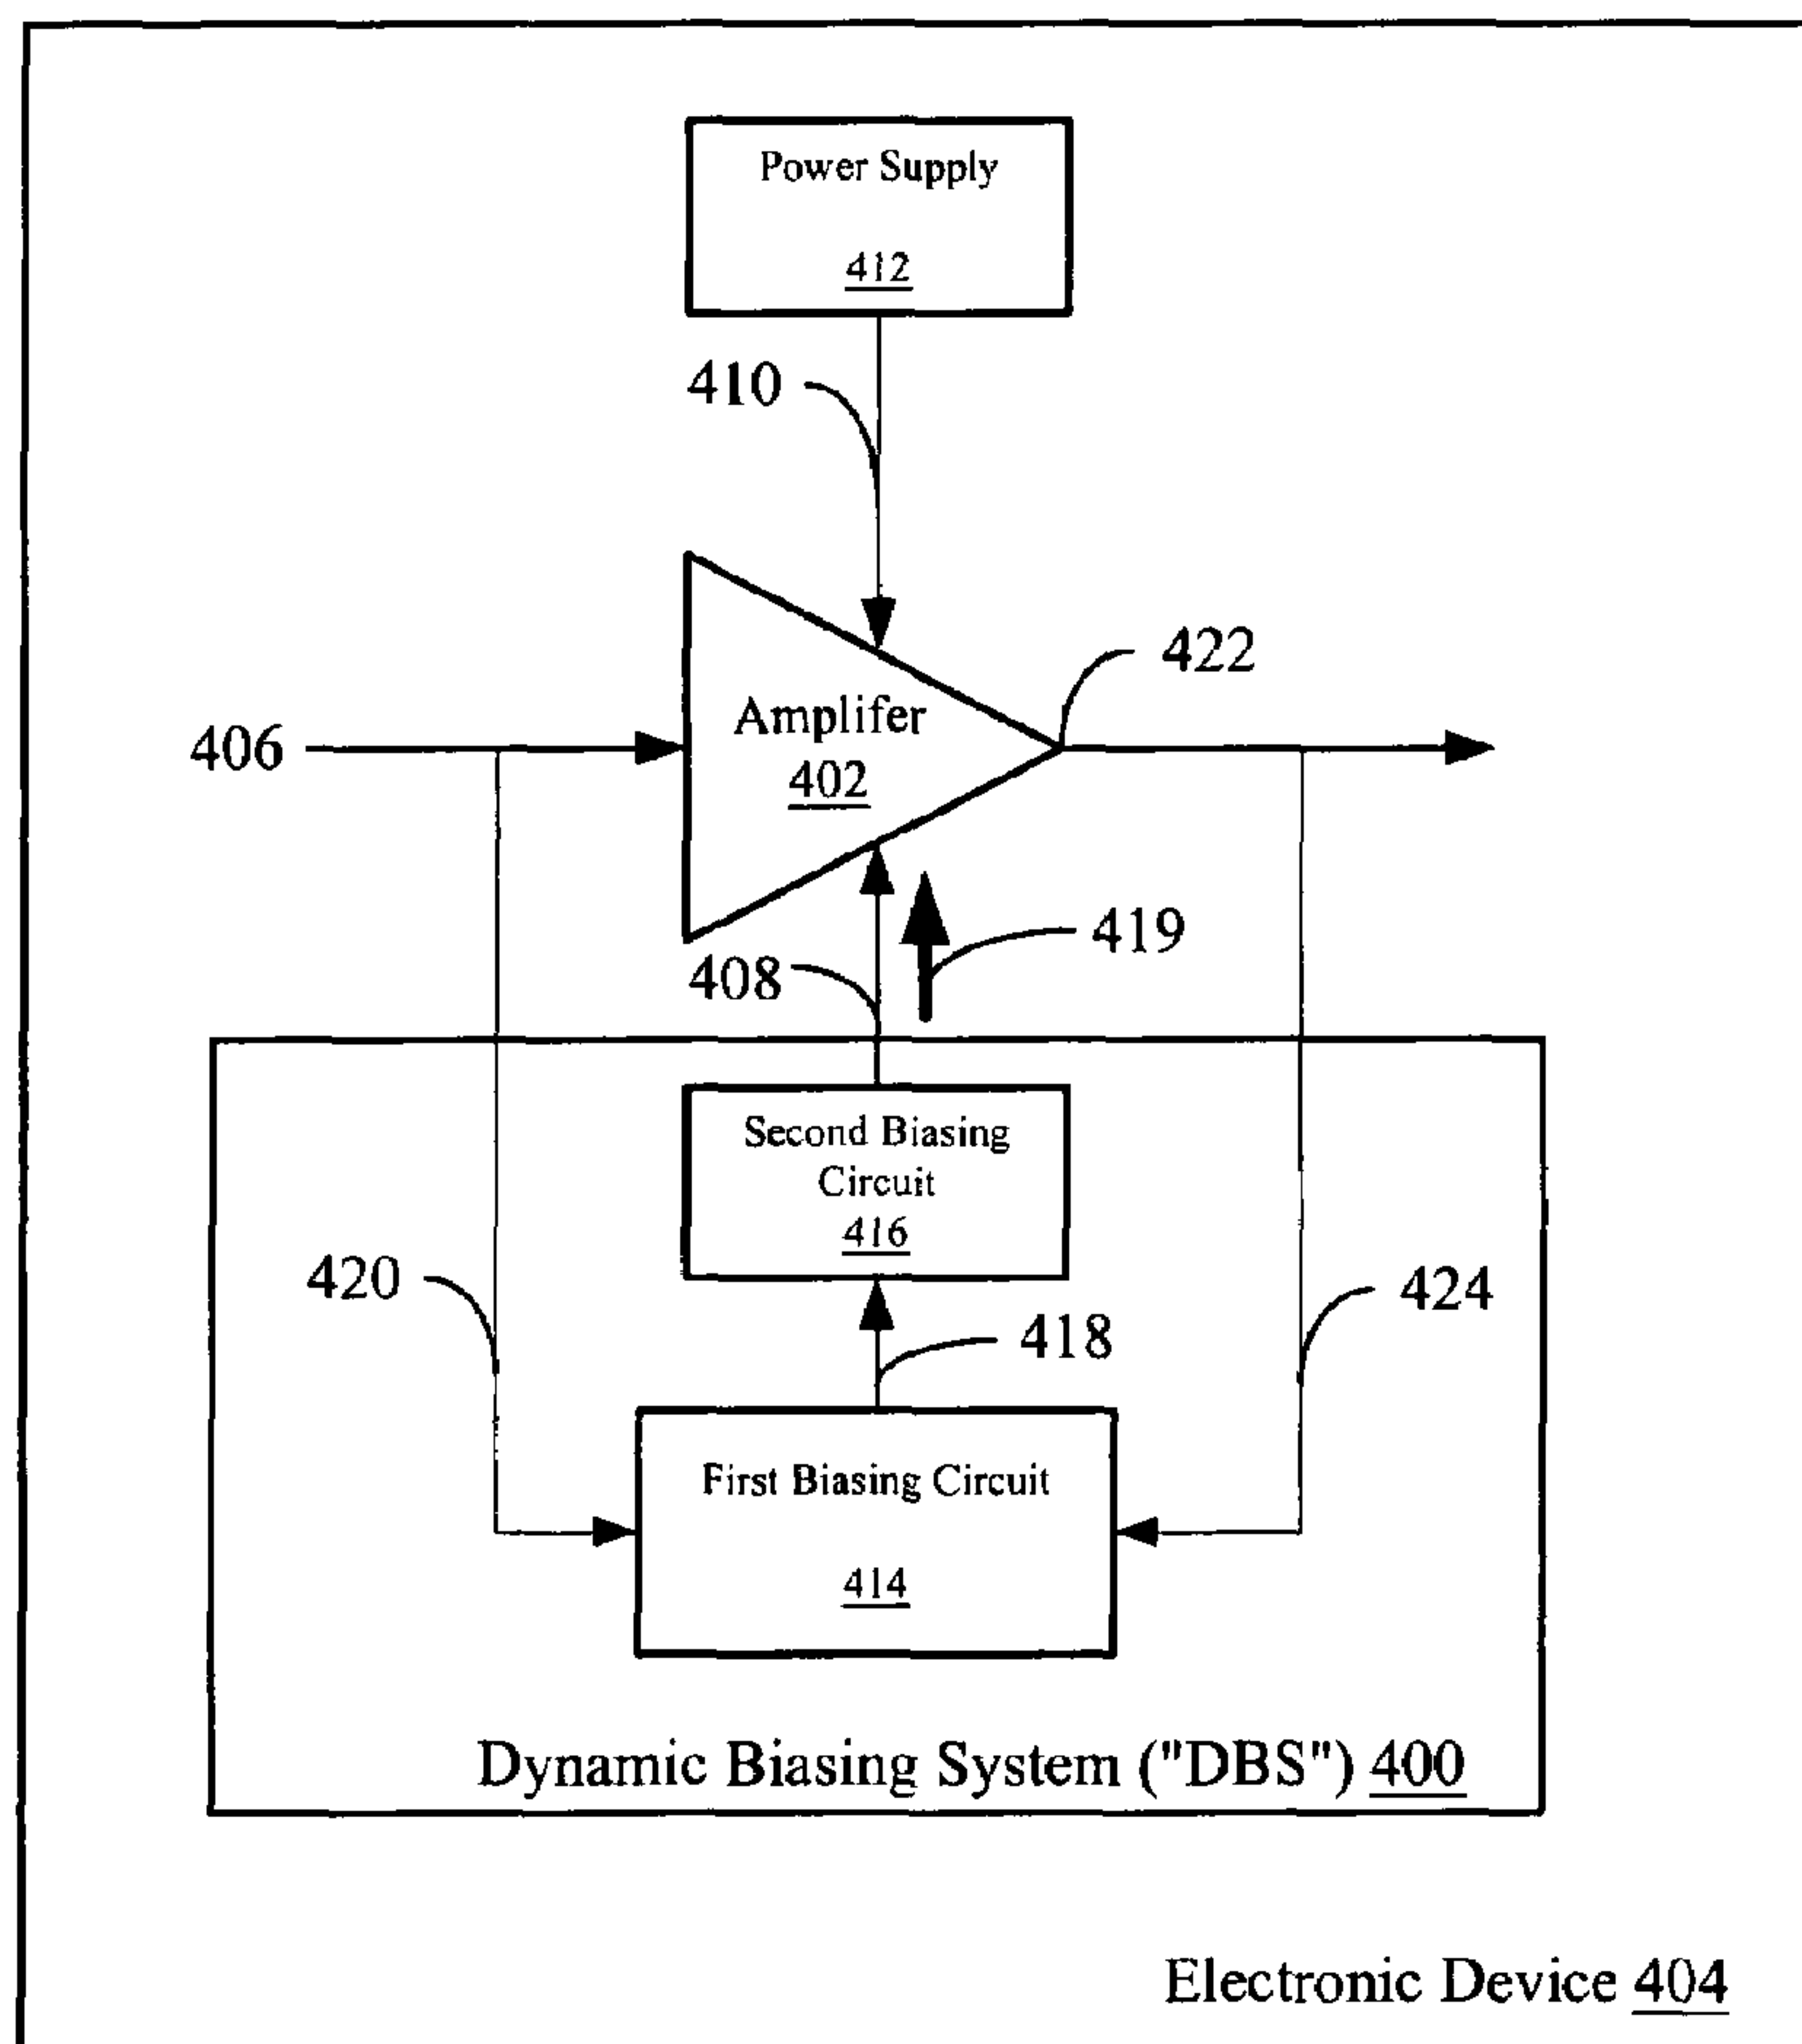 Power Supply
412
410
422
Amplifer
402
406
419
408
Second Biasing
Circuit
416
420
424
418
First Biasing Circuit
414
Dynamic Biasing System ("DBS") 400
Electronic Device 404